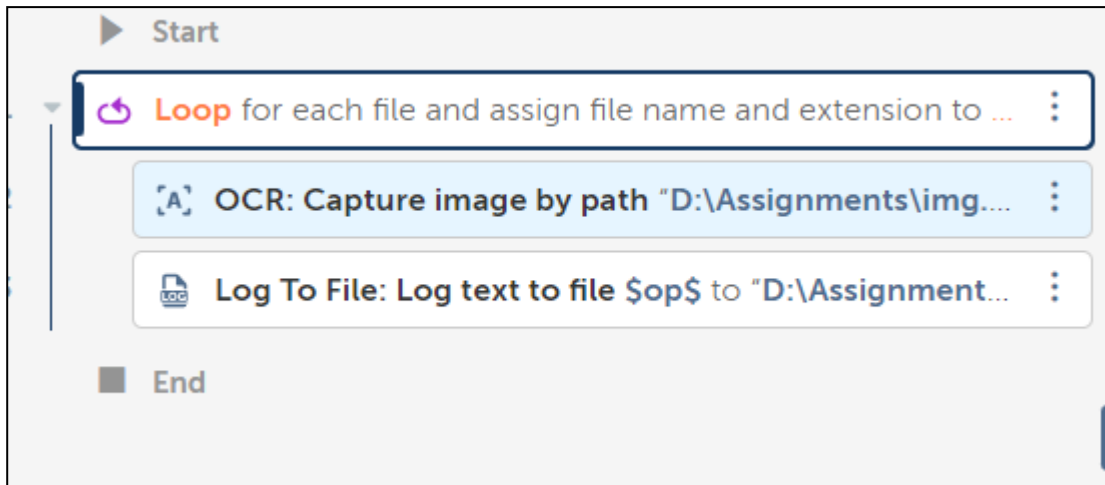 Start
Loop for each file and assign file name and extension to ...
OCR: Capture image by path “D:\Assignments\img....
LOG Log To File: Log text to file $op$ to “D:\Assignment...
End